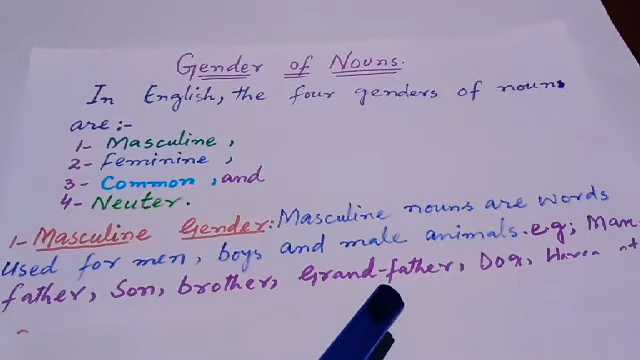 Gender of Nouns.
In English, the four genders of nouns
are:-
1- Masculine,
2- Feminine,
3- Common, and
4- Neuter.
1- Masculine Gender: Masculine nouns are words
used for men, boys and male animals. e.g; Man
father, Son, brother, Grand-father, Dog,